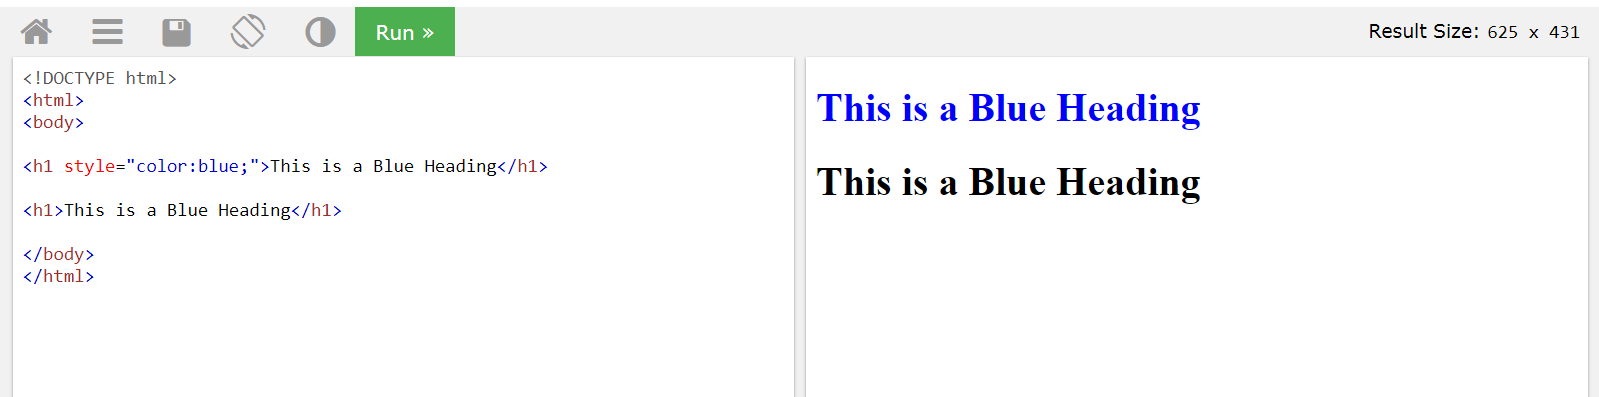 Run »
Result Size: 625 x 431
<!DOCTYPE html>
<html>
<body>
<h1 style="color:blue;">This is a Blue Heading</h1>
<h1>This is a Blue Heading</h1>
</body>
</html>
This is a Blue Heading
This is a Blue Heading